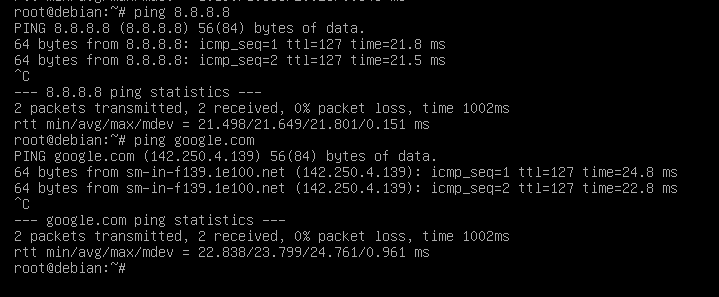 root@debian:~# ping 8.8.8.8
PING 8.8.8.8 (8.8.8.8) 56(84) bytes of data.
64 bytes from 8.8.8.8: icmp_seq=1 ttl=127 time=21.8 ms
64 bytes from 8.8.8.8: icmp_seq=2 ttl=127 time=21.5 ms
^C
--- 8.8.8.8 ping statistics ---
2 packets transmitted, 2 received, 0% packet loss, time 1002ms
rtt min/avg/max/mdev = 21.498/21.649/21.801/0.151 ms
root@debian:~# ping google.com
PING google.com (142.250.4.139) 56(84) bytes of data.
64 bytes from sm-in-f139.1e100.net (142.250.4.139): icmp_seq=1 ttl=127 time=24.8 ms
64 bytes from sm-in-f139.1e100.net (142.250.4.139): icmp_seq=2 ttl=127 time=22.8 ms
^C
--- google.com ping statistics ---
2 packets transmitted, 2 received, 0% packet loss, time 1002ms
rtt min/avg/max/mdev = 22.838/23.799/24.761/0.961 ms
root@debian:~#